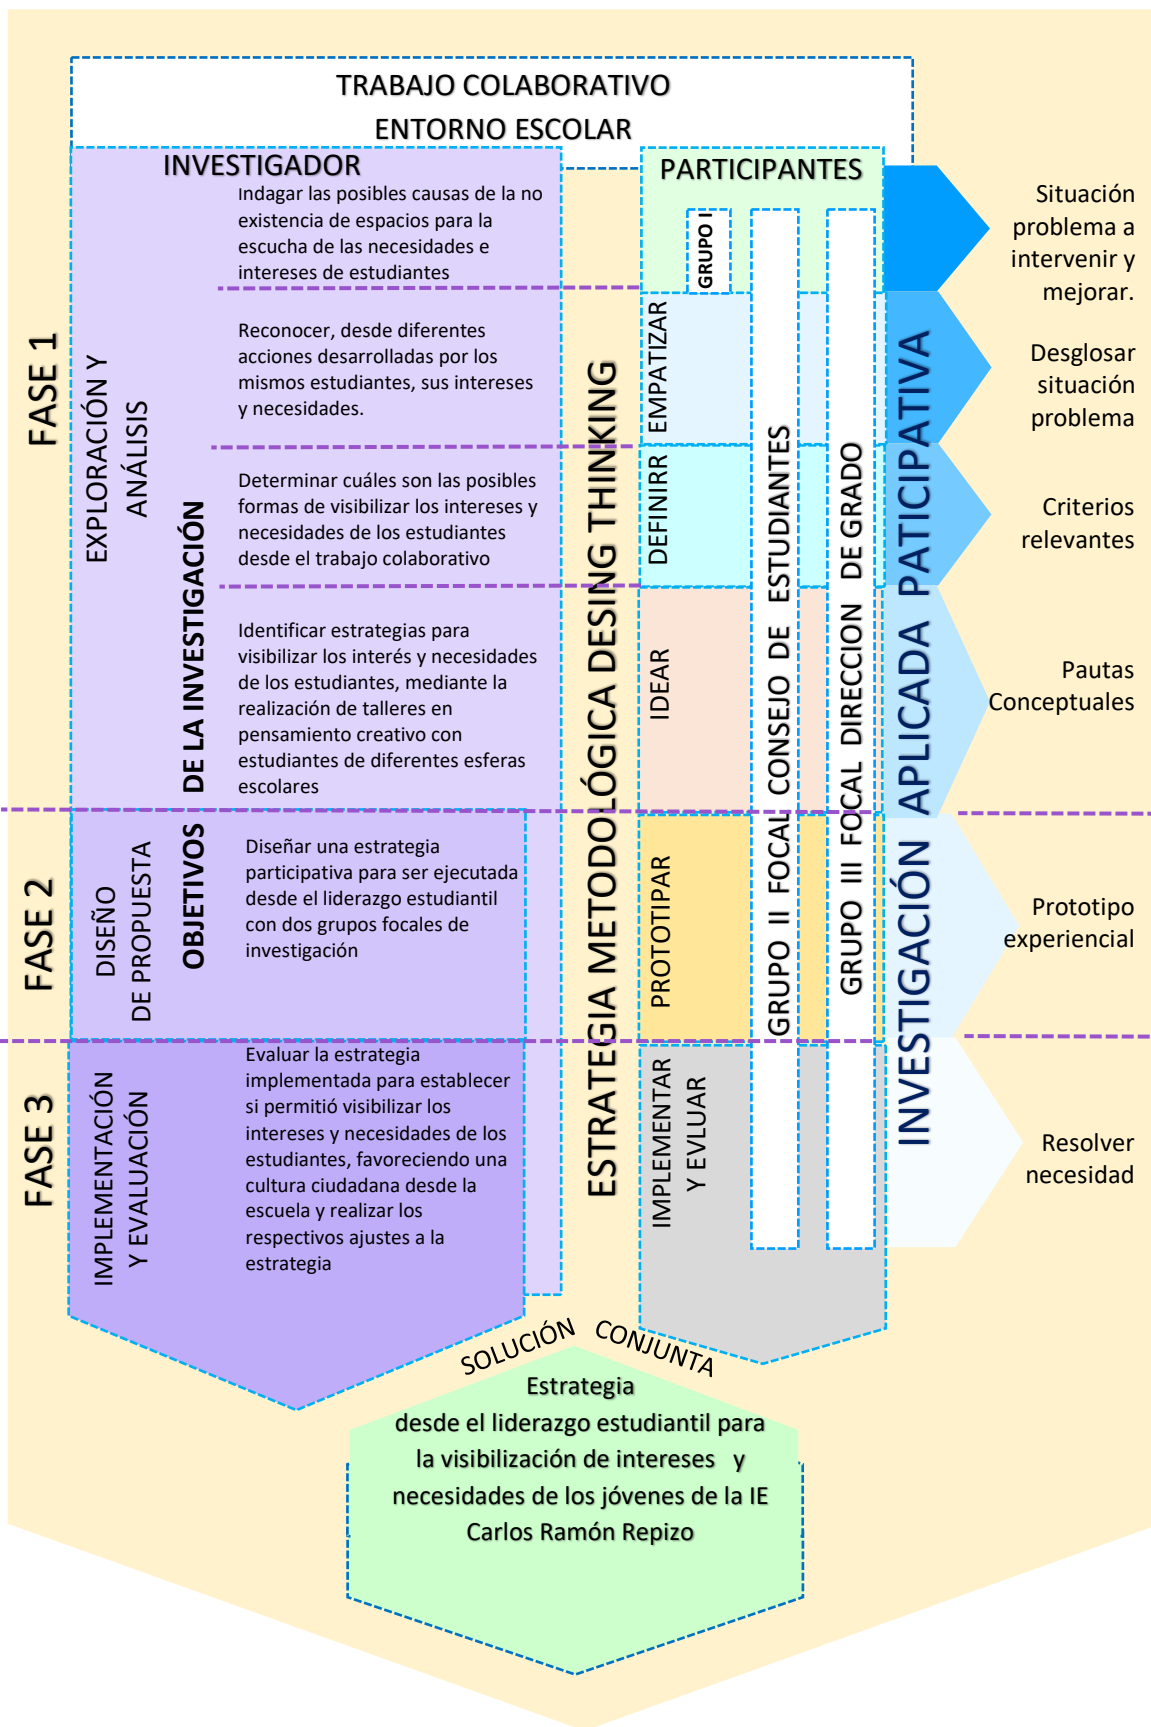 TRABAJO COLABORATIVO
ENTORNO ESCOLAR
INVESTIGADOR
PARTICIPANTES
FASE 1
EXPLORACIÓN Y
ANÁLISIS
OBJETIVOS DE LA INVESTIGACIÓN
Indagar las posibles causas de la no
existencia de espacios para la
escucha de las necesidades e
intereses de estudiantes
Reconocer, desde diferentes
acciones desarrolladas por los
mismos estudiantes, sus intereses
y necesidades.
Determinar cuáles son las posibles
formas de visibilizar los intereses y
necesidades de los estudiantes
desde el trabajo colaborativo
Identificar estrategias para
visibilizar los interés y necesidades
de los estudiantes, mediante la
realización de talleres en
pensamiento creativo con
estudiantes de diferentes esferas
escolares
FASE 2
DISEÑO
DE PROPUESTA
Diseñar una estrategia
participativa para ser ejecutada
desde el liderazgo estudiantil
con dos grupos focales de
investigación
FASE 3
IMPLEMENTACIÓN
Y EVALUACIÓN
Evaluar la estrategia
implementada para establecer
si permitió visibilizar los
intereses y necesidades de los
estudiantes, favoreciendo una
cultura ciudadana desde la
escuela y realizar los
respectivos ajustes a la
estrategia
ESTRATEGIA METODOLÓGICA DESING THINKING
EMPATIZAR
DEFINIRR
IDEAR
PROTOTIPAR
IMPLEMENTAR
Y EVLUAR
GRUPO I
GRUPO II FOCAL CONSEJO DE ESTUDIANTES
GRUPO III FOCAL DIRECCION DE GRADO
INVESTIGACIÓN APLICADA PATICIPATIVA
Situación
problema a
intervenir y
mejorar.
Desglosar
situación
problema
Criterios
relevantes
Pautas
Conceptuales
Prototipo
experiencial
Resolver
necesidad
SOLUCIÓN CONJUNTA
Estrategia
desde el liderazgo estudiantil para
la visibilización de intereses y
necesidades de los jóvenes de la IE
Carlos Ramón Repizo